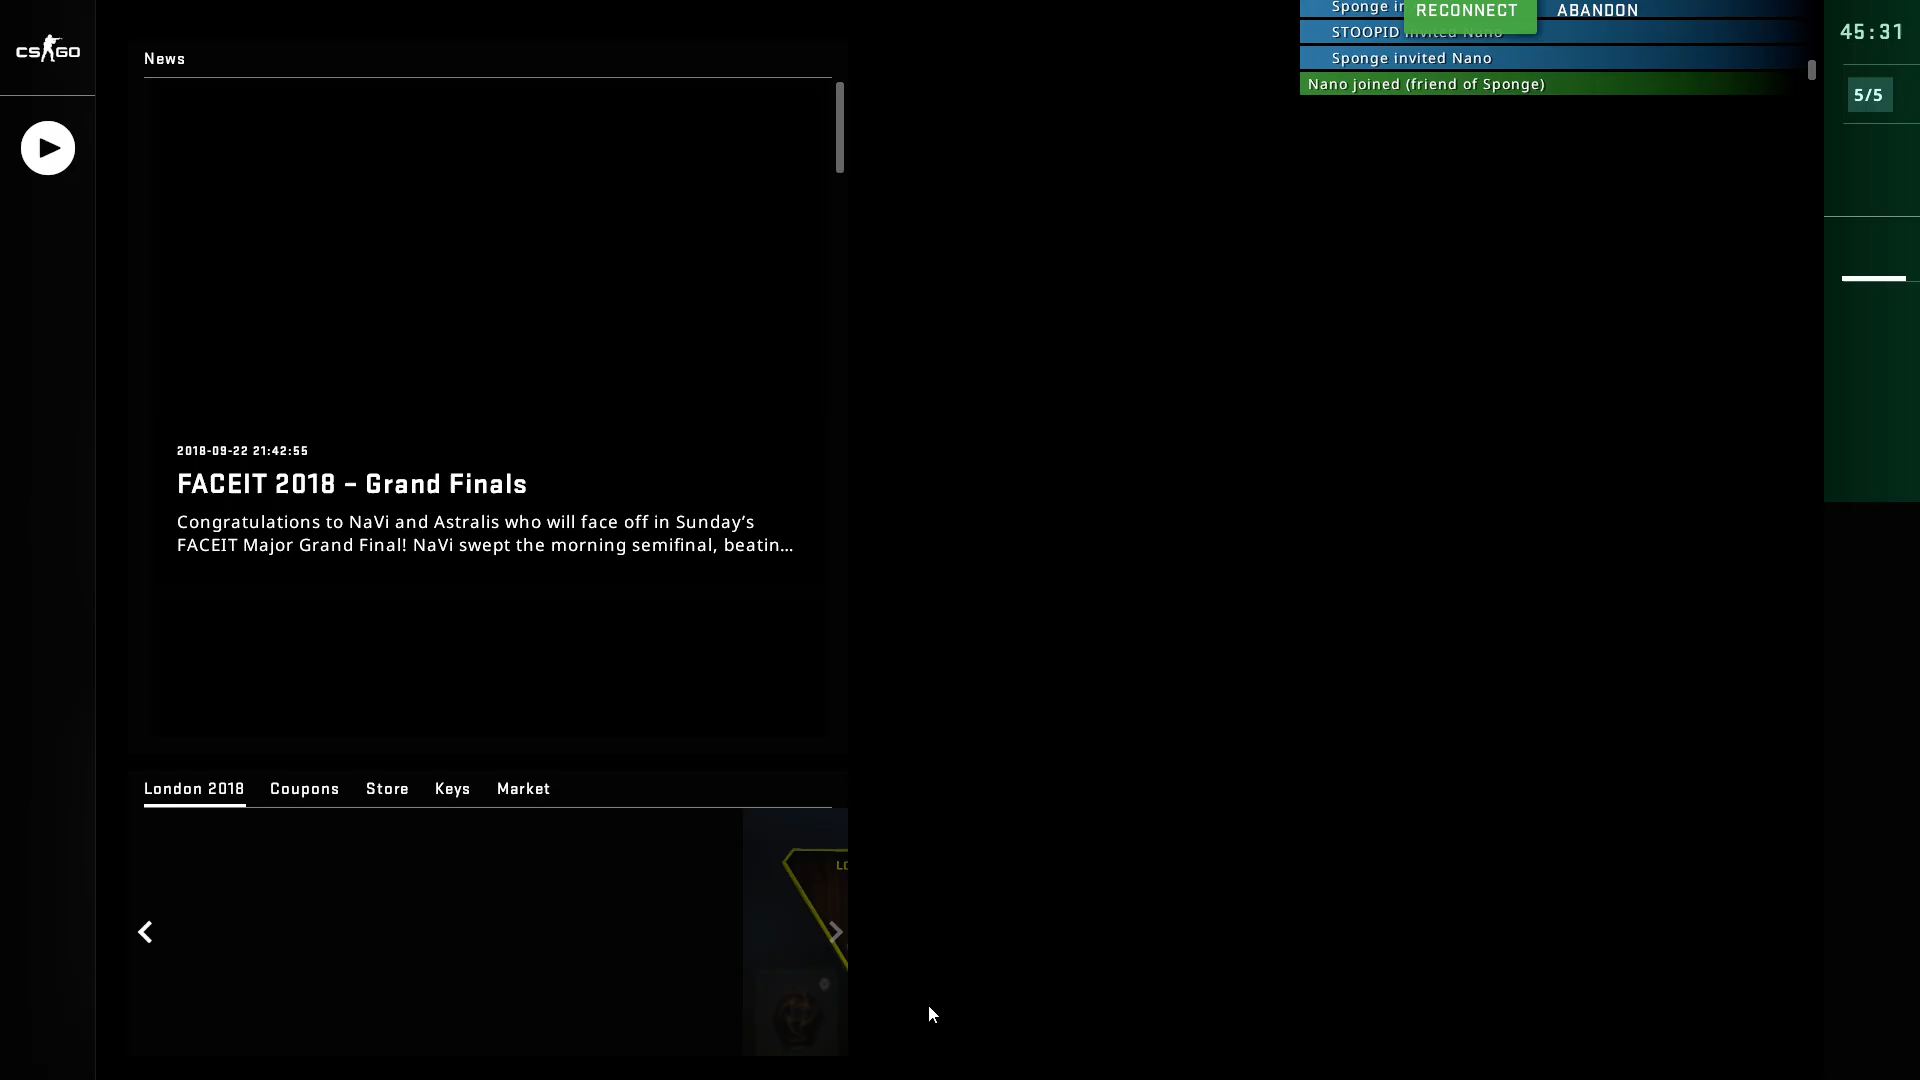 CS GO
News
2018-09-22 21:42:55
FACEIT 2018 – Grand Finals
Congratulations to NaVi and Astralis who will face off in Sunday's
FACEIT Major Grand Final! NaVi swept the morning semifinal, beatin...
London 2018
Coupons
Store
Keys
Market
Sponge
RECONNECT
ABANDON
STOOPID invited Nano
Sponge invited Nano
Nano joined (friend of Sponge)
45:31
5/5